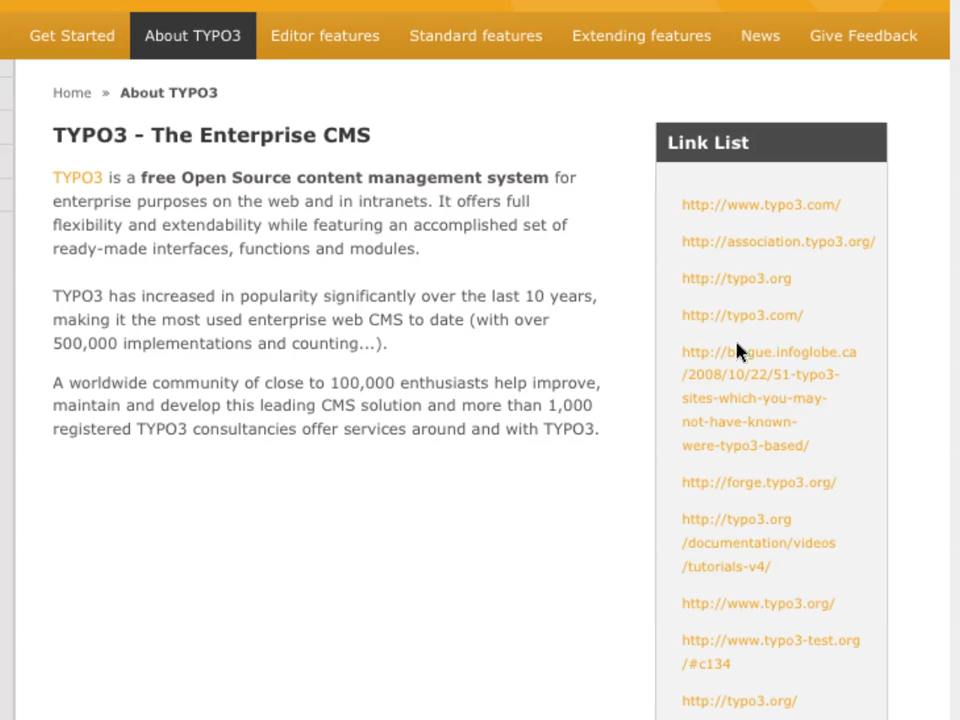 Get Started About TYPO3 Editor features Standard features Extending features News Give Feedback
Home » About TYPO3
TYPO3 - The Enterprise CMS
TYPO3 is a free Open Source content management system for
enterprise purposes on the web and in intranets. It offers full
flexibility and extendability while featuring an accomplished set of
ready-made interfaces, functions and modules.
TYPO3 has increased in popularity significantly over the last 10 years,
making it the most used enterprise web CMS to date (with over
500,000 implementations and counting...).
A worldwide community of close to 100,000 enthusiasts help improve,
maintain and develop this leading CMS solution and more than 1,000
registered TYPO3 consultancies offer services around and with TYPO3.
Link List
http://www.typo3.com/
http://association.typo3.org/
http://typo3.org
http://typo3.com/
/2008/10/22/51-typo3-
sites-which-you-may-
not-have-known-
were-typo3-based/
http://forge.typo3.org/
http://typo3.org
/documentation/videos
/tutorials-v4/
http://www.typo3.org/
http://www.typo3-test.org
/#c134
http://typo3.org/